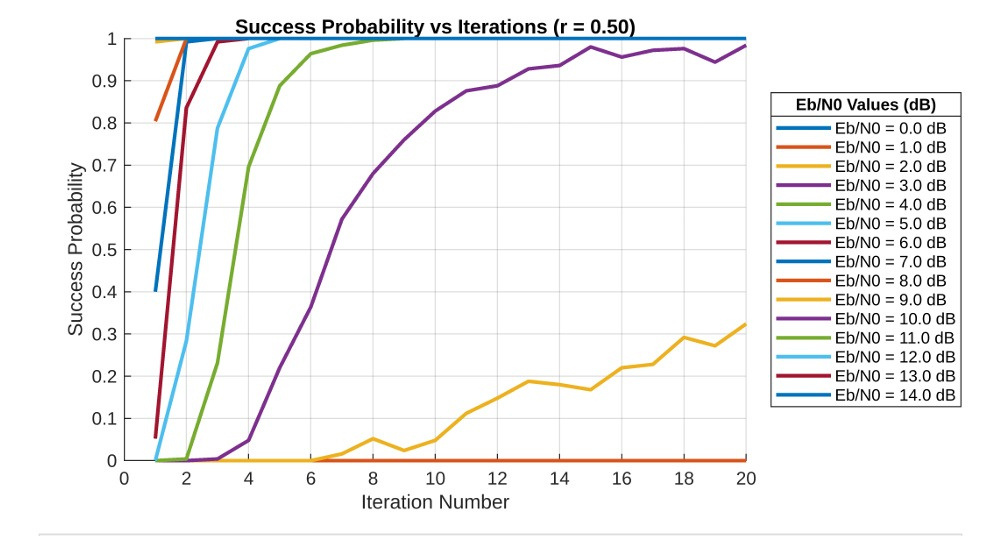 Success Probability vs Iterations (r = 0.50)
Success Probability
1
0.9
0.8
0.7
0.6
0.5
0.4
0.3
0.2
0.1
0
0 2 4 6 8 10 12 14 16 18 20
Iteration Number
Eb/N0 Values (dB)
Eb/N0 = 0.0 dB
Eb/N0 = 1.0 dB
Eb/N0 = 2.0 dB
Eb/N0 = 3.0 dB
Eb/N0 = 4.0 dB
Eb/N0 = 5.0 dB
Eb/N0 = 6.0 dB
Eb/N0 = 7.0 dB
Eb/N0 = 8.0 dB
Eb/N0 = 9.0 dB
Eb/N0 = 10.0 dB
Eb/N0 = 11.0 dB
Eb/N0 = 12.0 dB
Eb/N0 = 13.0 dB
Eb/N0 = 14.0 dB